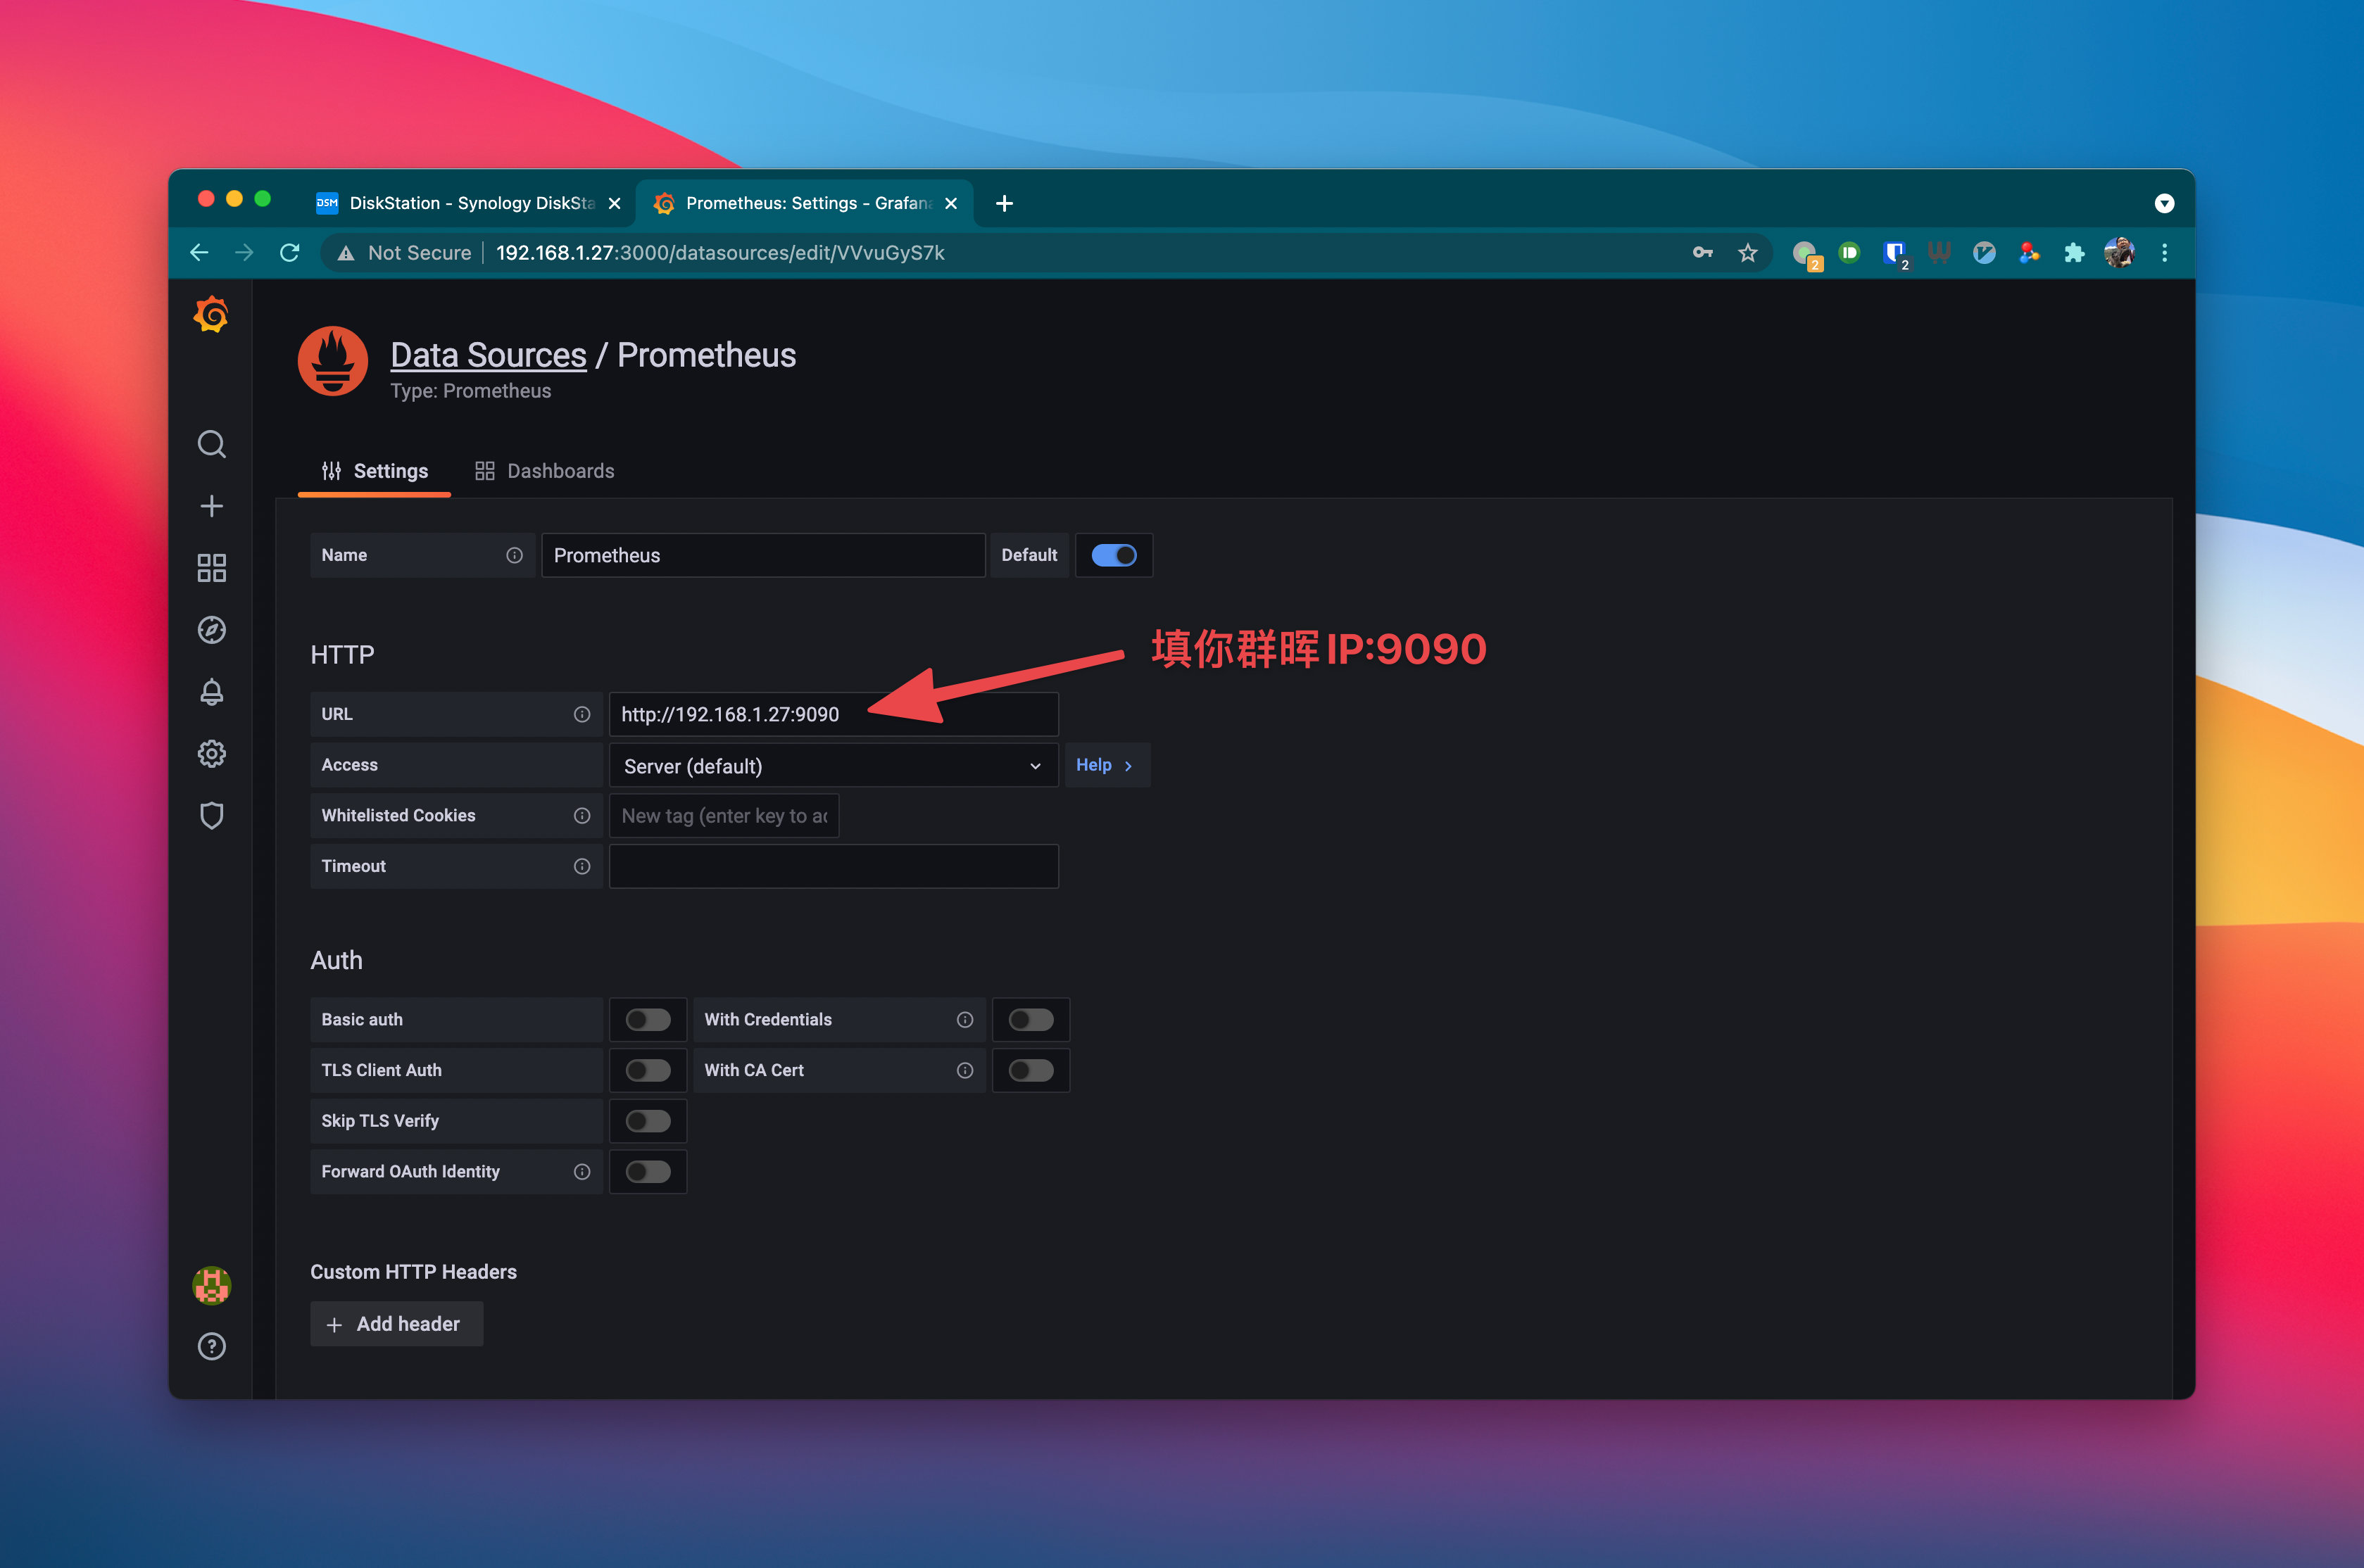 DSM DiskStation - Synology DiskSta
Prometheus: Settings - Grafana
Not Secure 192.168.1.27:3000/datasources/edit/VVvuGyS7k
2
2
Data Sources / Prometheus
Type: Prometheus
Settings Dashboards
Name Prometheus Default
填你群晖IP:9090
HTTP
URL http://192.168.1.27:9090
Access Server (default) Help
Whitelisted Cookies New tag (enter key to ad
Timeout
Auth
Basic auth With Credentials
TLS Client Auth With CA Cert
Skip TLS Verify
Forward OAuth Identity
Custom HTTP Headers
+ Add header